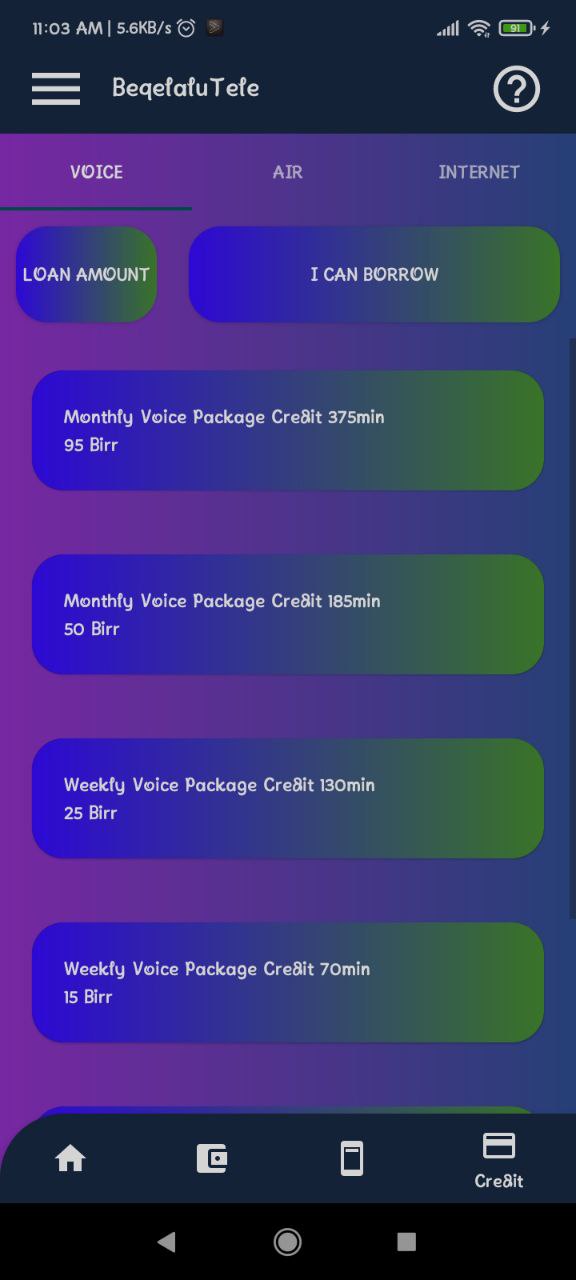 11:03 AM | 5.6KB/s
91
BeqelaluTele
VOICE
AIR
INTERNET
LOAN AMOUNT
I CAN BORROW
Monthly Voice Package Credit 375min
95 Birr
Monthly Voice Package Credit 185min
50 Birr
Weekly Voice Package Credit 130min
25 Birr
Weekly Voice Package Credit 70min
15 Birr
Credit